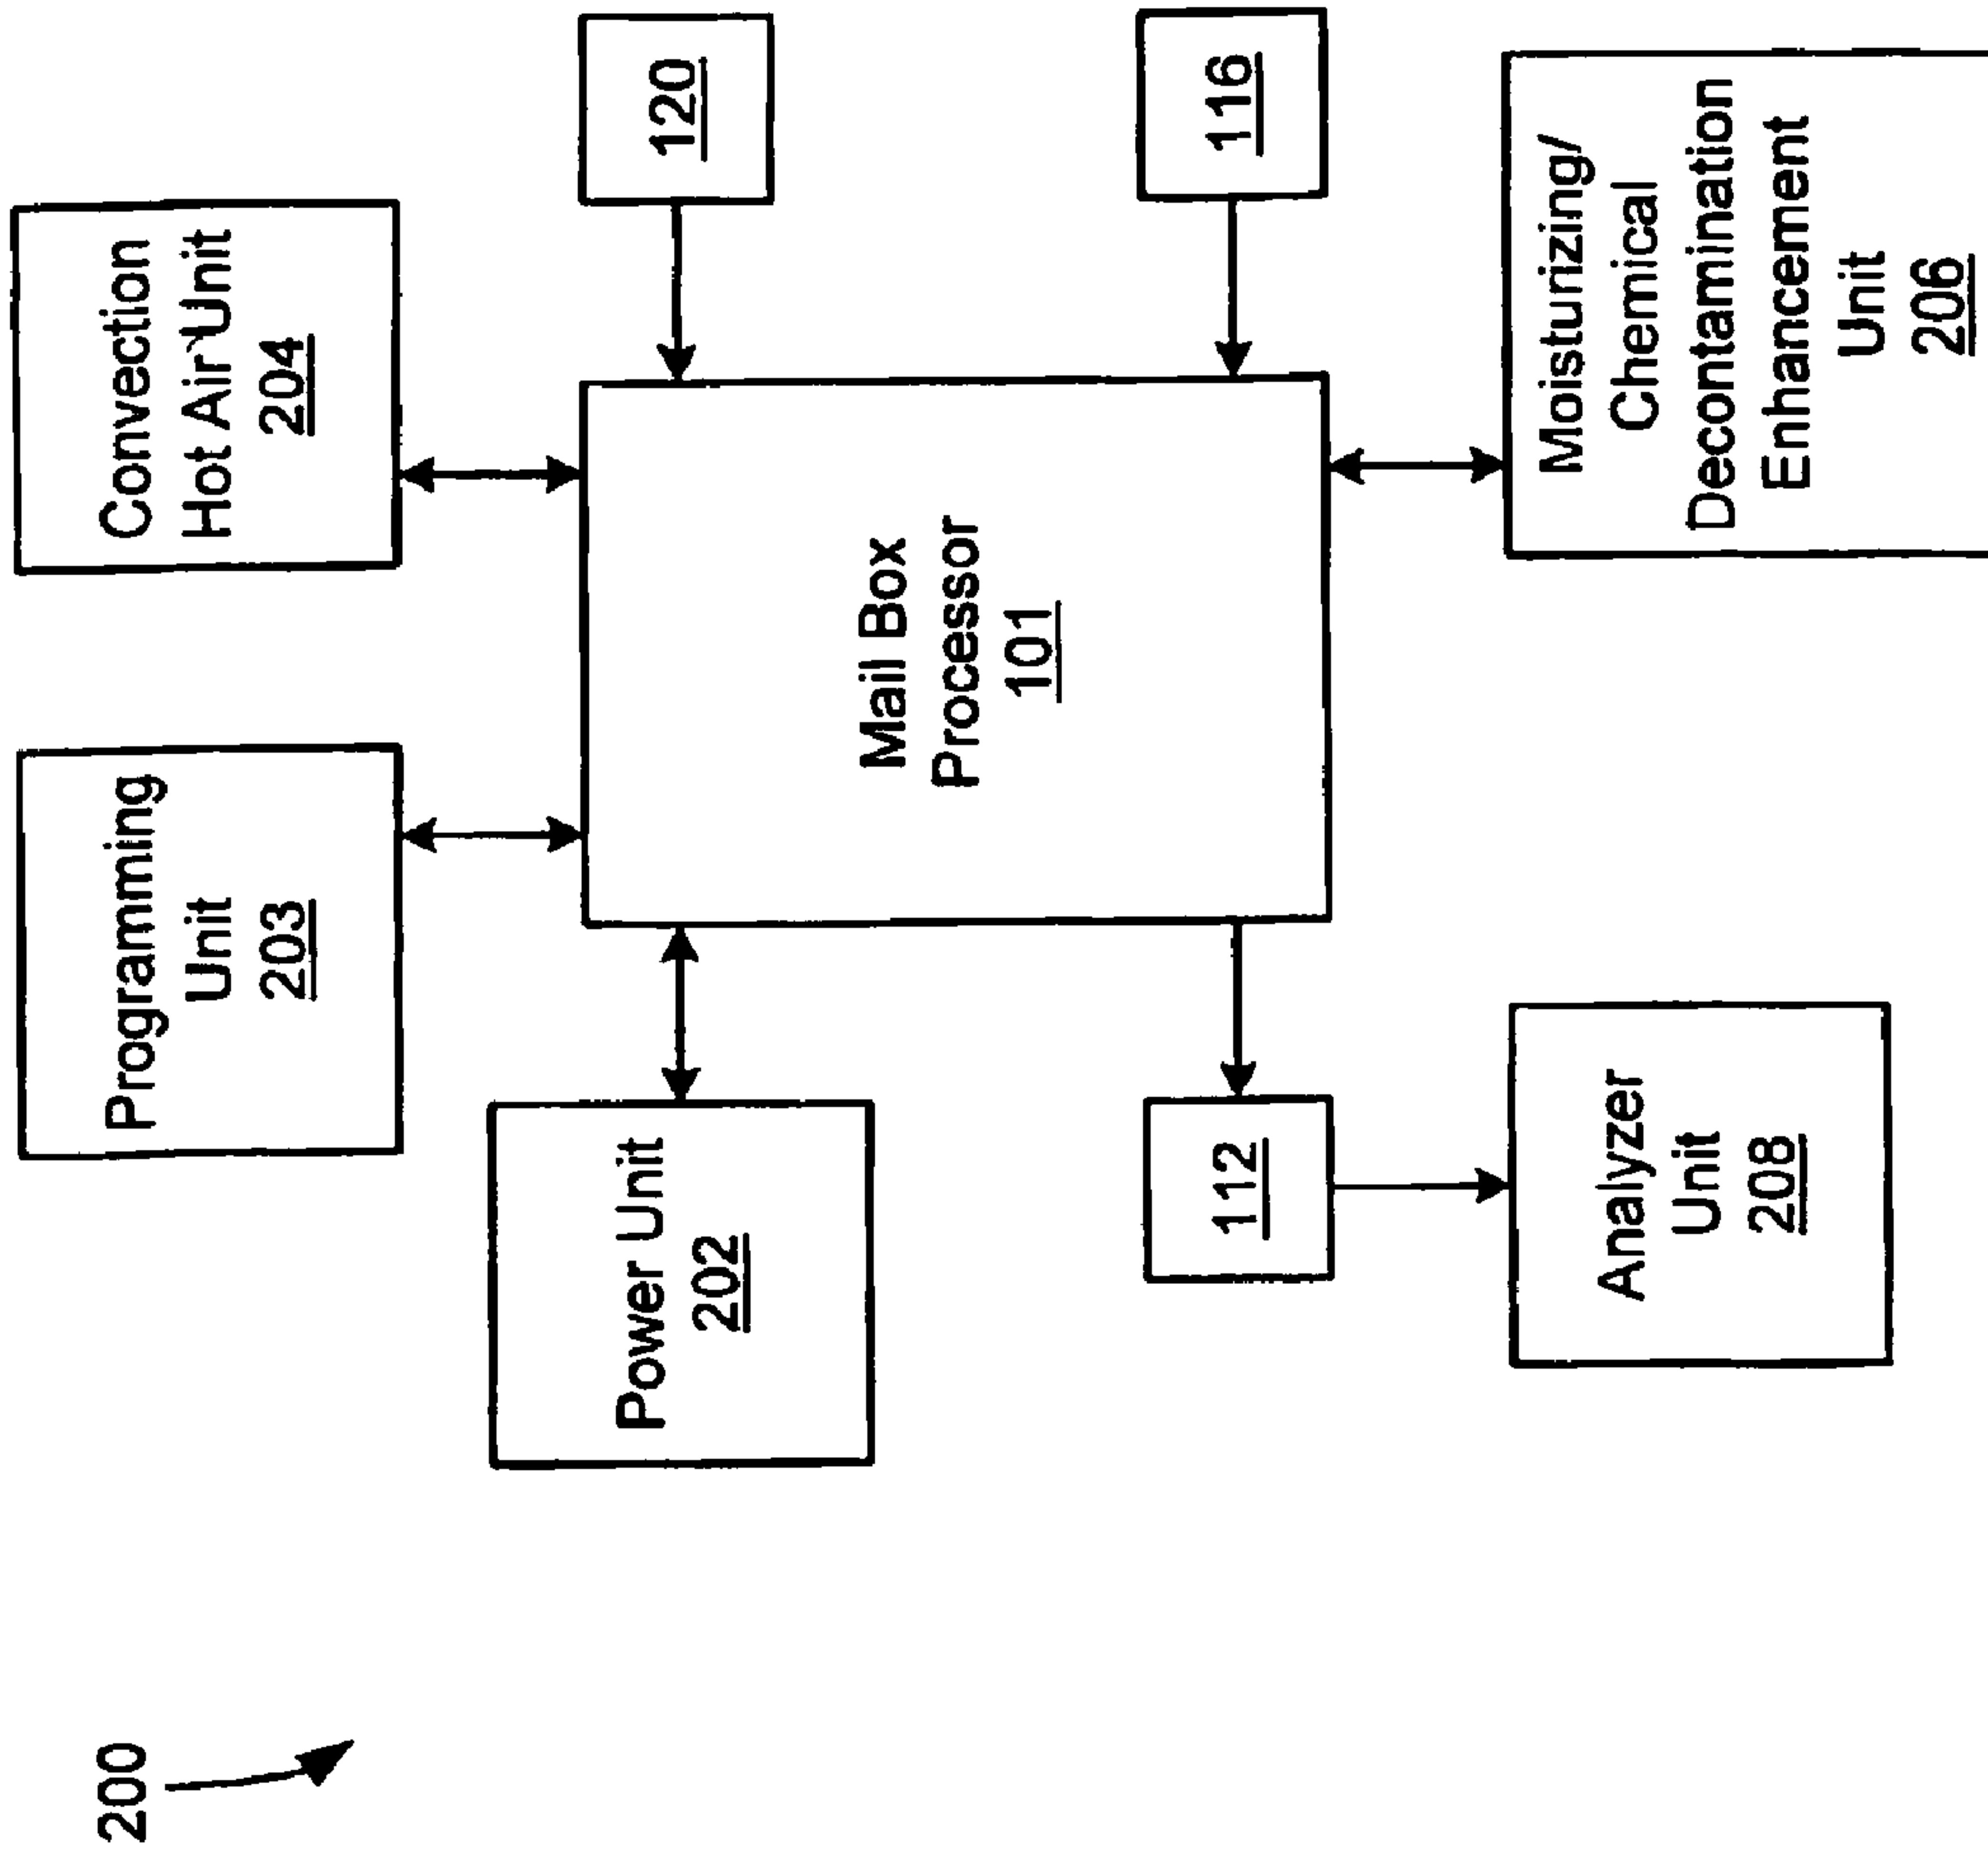 200
Programming
Unit
203
Convection
Hot Air Unit
204
Power Unit
202
120
Mail Box
Processor
101
112
116
Analyzer
Unit
208
Moisturizing/
Chemical
Decontamination
Enhancement
Unit
206